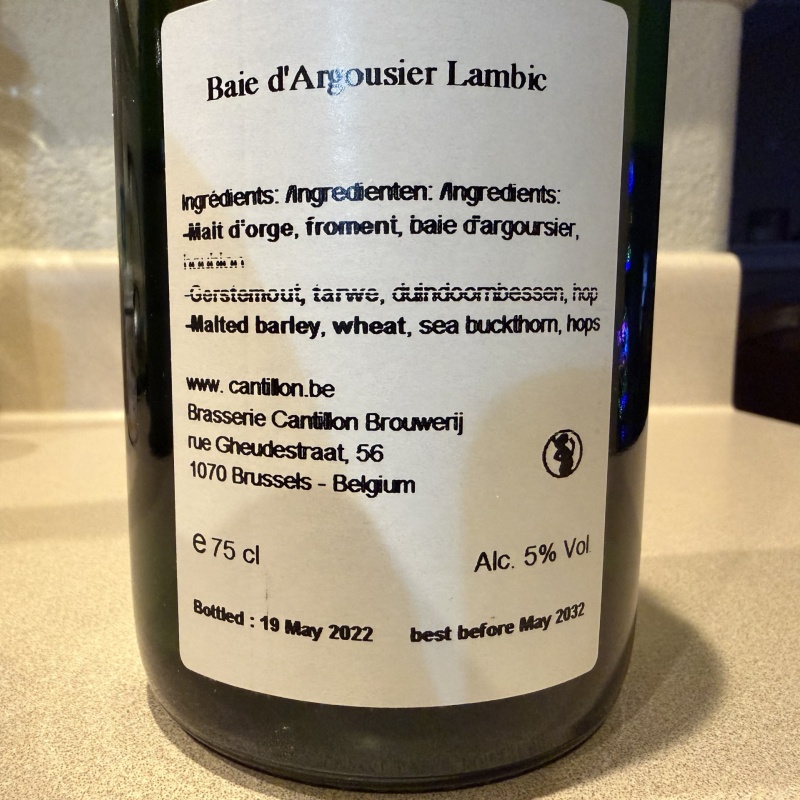 Baie d'Argousier Lambic
Ingrédients: /Ingredienten: /Ingredients:
-Malt d'orge, froment, baie d'argoursier,
houblon
-Gerstemout, tarwe, duindoornbessen, hop
-Malted barley, wheat, sea buckthorn, hops
www. cantillon.be
Brasserie Cantillon Brouwerij
rue Gheudestraat, 56
1070 Brussels - Belgium
e 75 cl
Alc. 5% Vol
Bottled : 19 May 2022 best before May 2032